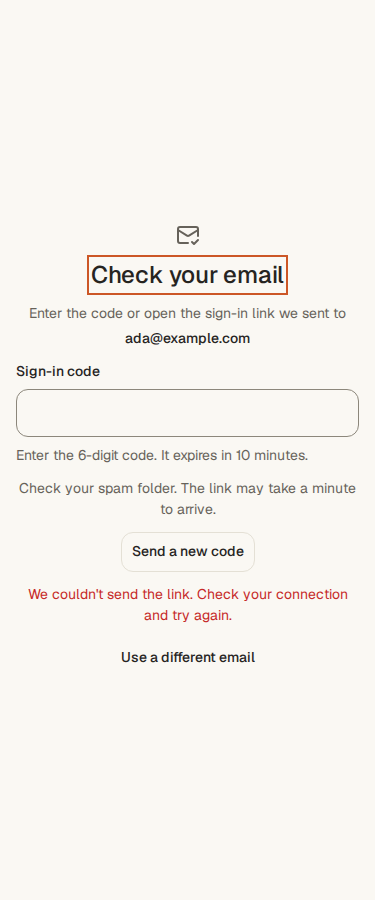 Check your email
Enter the code or open the sign-in link we sent to
ada@example.com
Sign-in code
Enter the 6-digit code. It expires in 10 minutes.
Check your spam folder. The link may take a minute
to arrive.
Send a new code
We couldn't send the link. Check your connection
and try again.
Use a different email